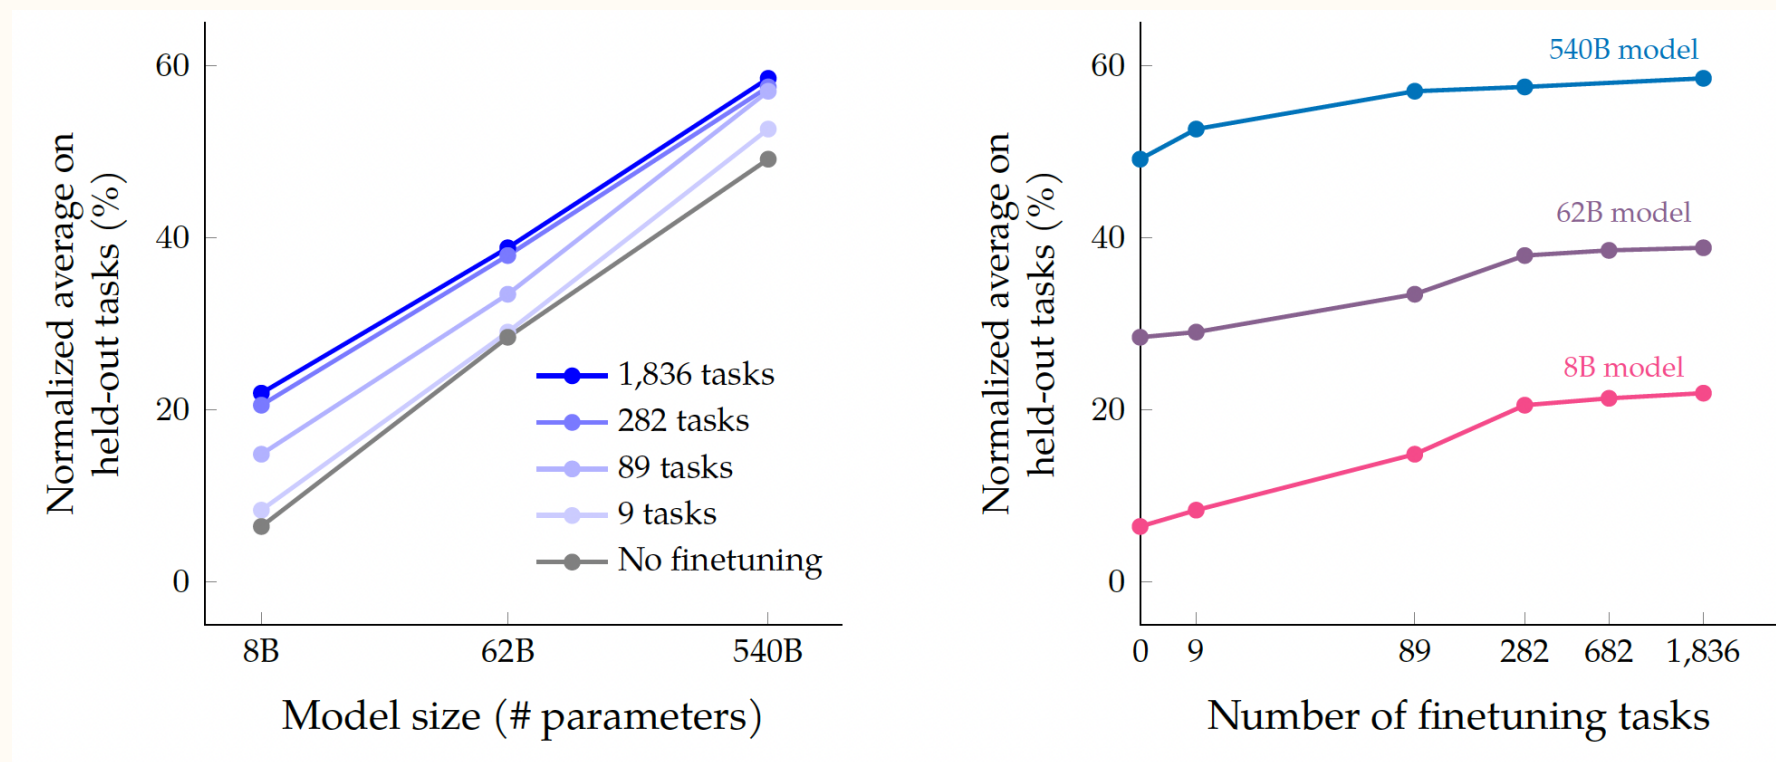 Normalized average on
held-out tasks (%)
60
40
20
0
8B
62B
540B
Model size (# parameters)
1,836 tasks
282 tasks
89 tasks
9 tasks
No finetuning
Normalized average on
held-out tasks (%)
60
40
20
0
540B model
62B model
8B model
0
9
89
282
682
1,836
Number of finetuning tasks